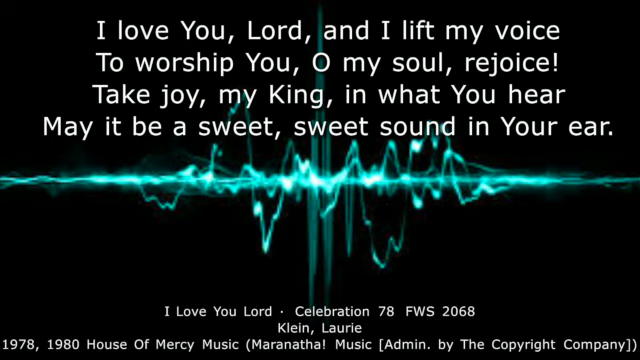 I love You, Lord, and I lift my voice
To worship You, O my soul, rejoice!
Take joy, my King, in what You hear
May it be a sweet, sweet sound in Your ear.
I Love You Lord · Celebration 78 FWS 2068
Klein, Laurie
1978, 1980 House Of Mercy Music (Maranatha! Music [Admin. by The Copyright Company])